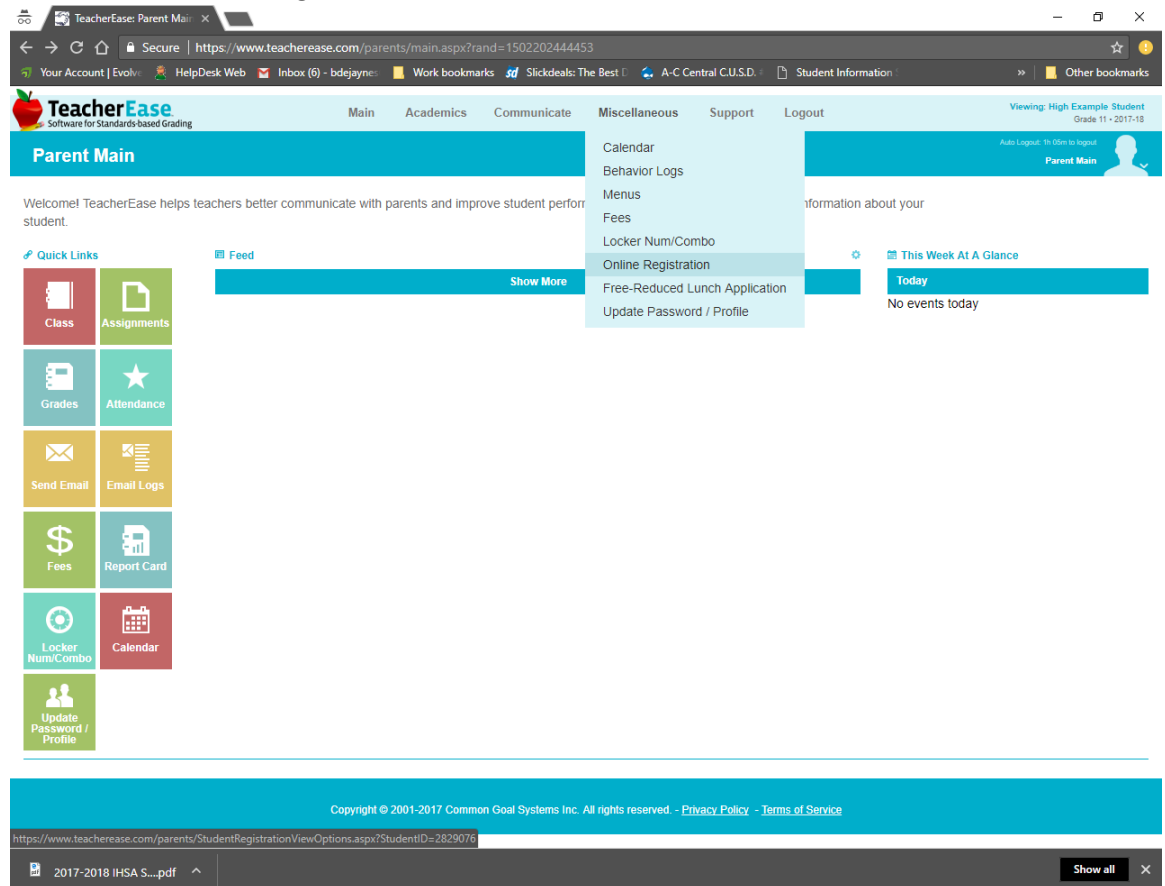 TeacherEase: Parent Main
Secure | https://www.teacherease.com/parents/main.aspx?rand=1502202444453
Your Account | Evolve HelpDesk Web Inbox (6) - bdejaynes Work bookmarks sd Slickdeals: The Best D A-C Central C.U.S.D. Student Information » Other bookmarks
TeacherEase
Software for Standards-based Grading
Main Academics Communicate Miscellaneous Support Logout
Viewing: High Example Student
Grade 11 • 2017-18
Parent Main
Auto Logout: 1h 05m to logout
Parent Main
Calendar
Behavior Logs
Menus
Fees
Locker Num/Combo
Online Registration
Free-Reduced Lunch Application
Update Password / Profile
Welcome! TeacherEase helps teachers better communicate with parents and improve student perfor
formation about your
student.
Quick Links
Feed
This Week At A Glance
Show More
Today
No events today
Class
Assignments
Grades
Attendance
Send Email
Email Logs
$
Fees
Report Card
Locker
Num/Combo
Calendar
Update
Password /
Profile
Copyright © 2001-2017 Common Goal Systems Inc. All rights reserved. - Privacy Policy - Terms of Service
https://www.teacherease.com/parents/StudentRegistrationViewOptions.aspx?StudentID=2829076
2017-2018 IHSA S....pdf
Show all